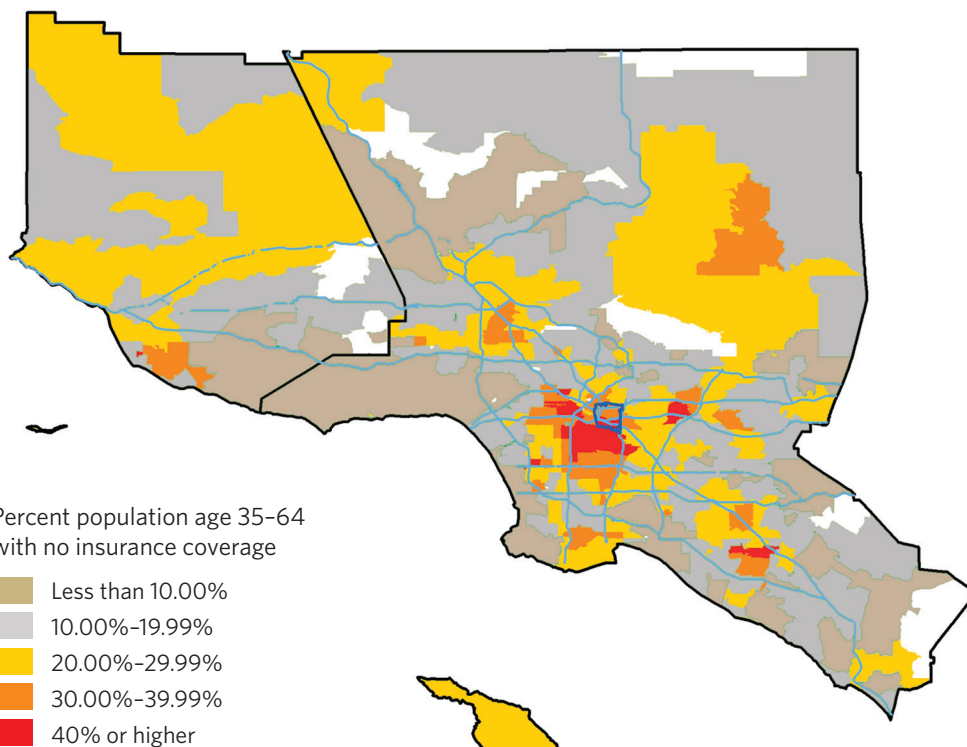 Percent population age 35–64
with no insurance coverage
Less than 10.00%
10.00%–19.99%
20.00%–29.99%
30.00%–39.99%
40% or higher